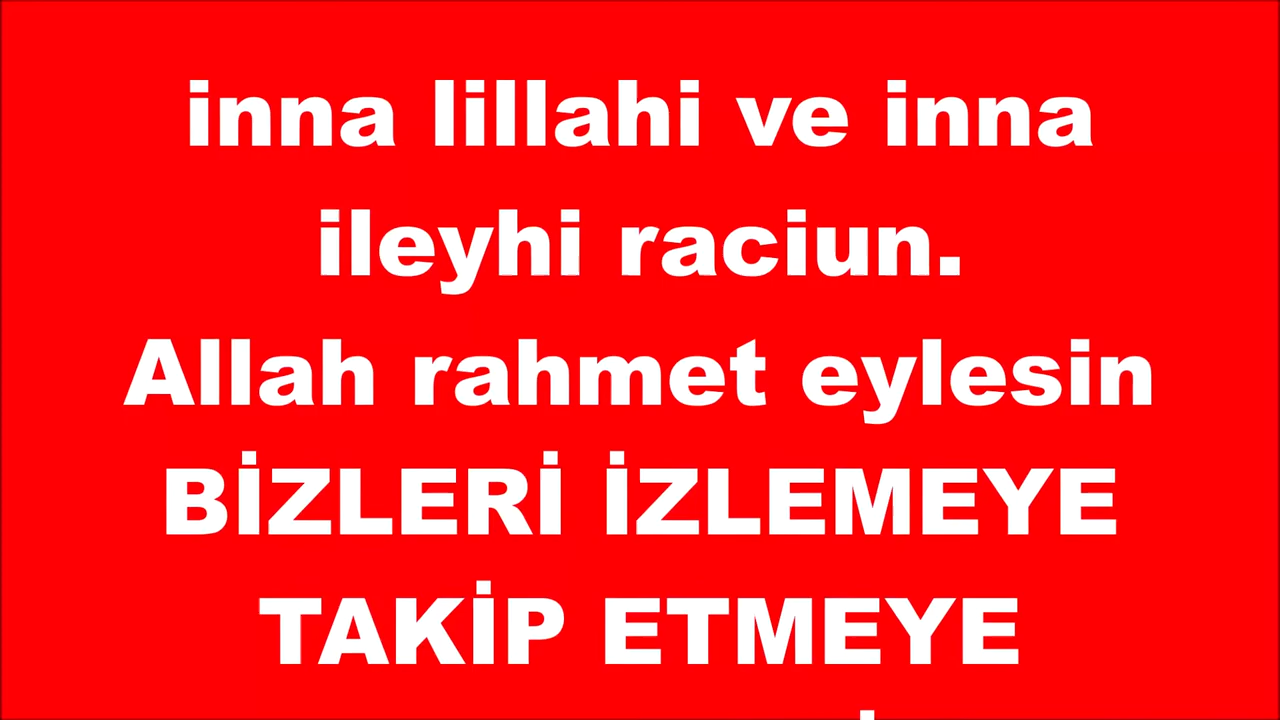 inna lillahi ve inna
ileyhi raciun.
Allah rahmet eylesin
BİZLERİ İZLEMEYE
TAKİP ETMEYE